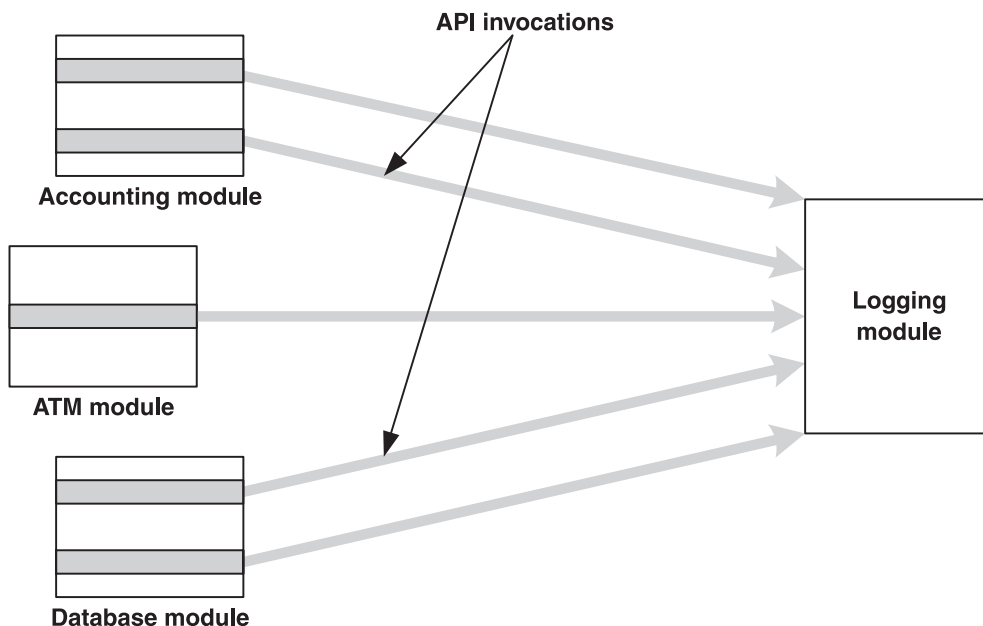 API invocations
Accounting module
ATM module
Logging
module
Database module